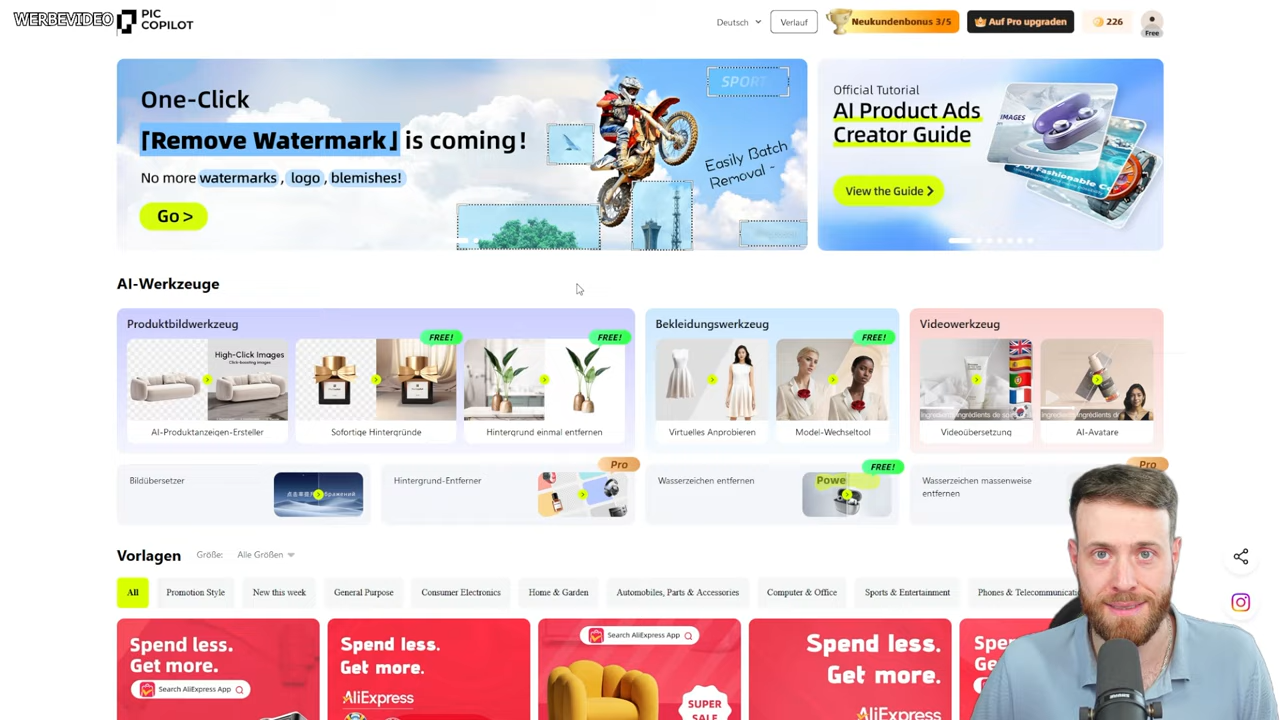 WERBEVIDEO
PIC
COPILOT
Deutsch
Verlauf
Neukundenbonus 3/5
Auf Pro upgraden
226
Free
One-Click
「Remove Watermark」 is coming!
No more watermarks , logo , blemishes!
Go >
SPORT
Easily Batch
Removal -
Official Tutorial
AI Product Ads
Creator Guide
View the Guide >
IMAGES
AI-Werkzeuge
Produktbildwerkzeug
High-Click Images
AI-Produktanzeigen-Ersteller
Sofortige Hintergründe
FREE!
Hintergrund einmal entfernen
FREE!
Bekleidungswerkzeug
Virtuelles Anprobieren
Model-Wechseltool
FREE!
Videowerkzeug
Videoübersetzung
AI-Avatare
Bildübersetzer
Hintergrund-Entferner
Pro
Wasserzeichen entfernen
Powe
FREE!
Wasserzeichen massenweise
entfernen
Pro
Vorlagen
Größe:
Alle Größen
All
Promotion Style
New this week
General Purpose
Consumer Electronics
Home & Garden
Automobiles, Parts & Accessories
Computer & Office
Sports & Entertainment
Phones & Telecommunicatio
Spend less.
Get more.
Search AliExpress App
Spend less.
Get more.
AliExpress
Search AliExpress App
SUPER
SALE
Spend less.
Get more.
AliExpress
Spend less.
Get m